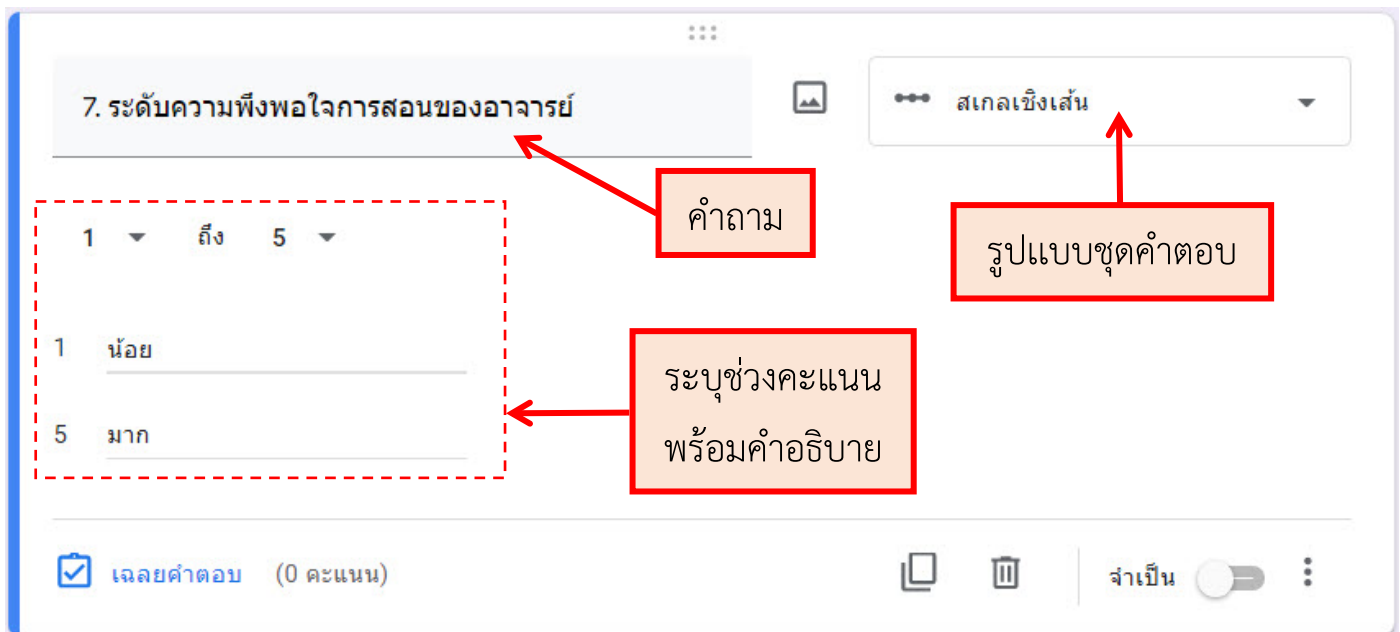 7. ระดับความพึงพอใจการสอนของอาจารย์
สเกลเชิงเส้น
คำถาม
รูปแบบชุดคำตอบ
1 ถึง 5
1 น้อย
5 มาก
ระบุช่วงคะแนน
พร้อมคำอธิบาย
เฉลยคำตอบ (0 คะแนน)
จำเป็น